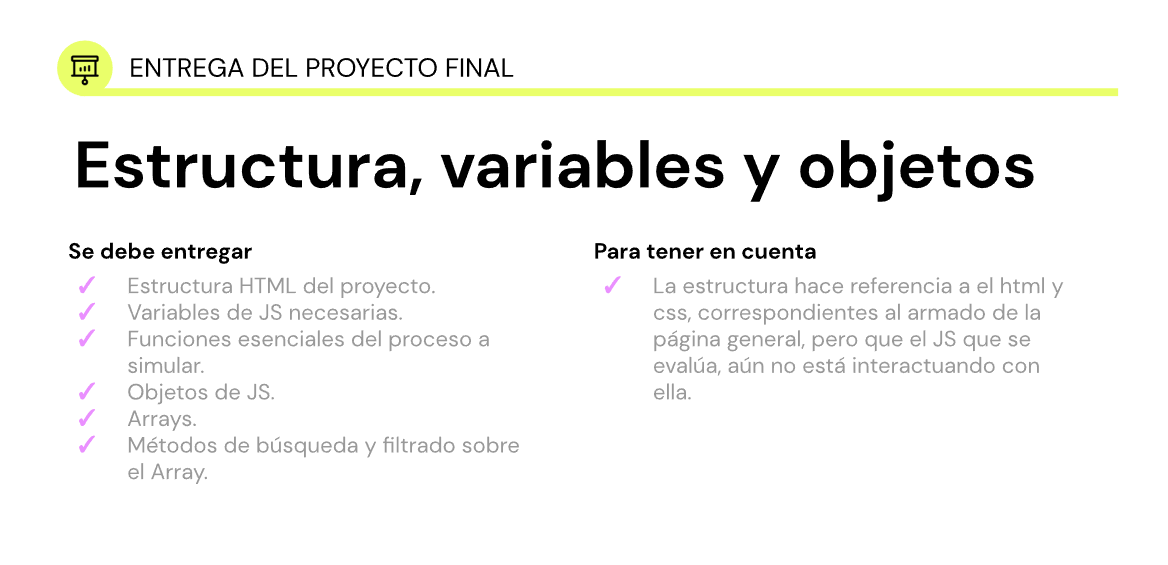 ENTREGA DEL PROYECTO FINAL
Estructura, variables y objetos
Se debe entregar
✓ Estructura HTML del proyecto.
✓ Variables de JS necesarias.
✓ Funciones esenciales del proceso a
simular.
✓ Objetos de JS.
✓ Arrays.
✓ Métodos de búsqueda y filtrado sobre
el Array.
Para tener en cuenta
✓ La estructura hace referencia a el html y
css, correspondientes al armado de la
página general, pero que el JS que se
evalúa, aún no está interactuando con
ella.